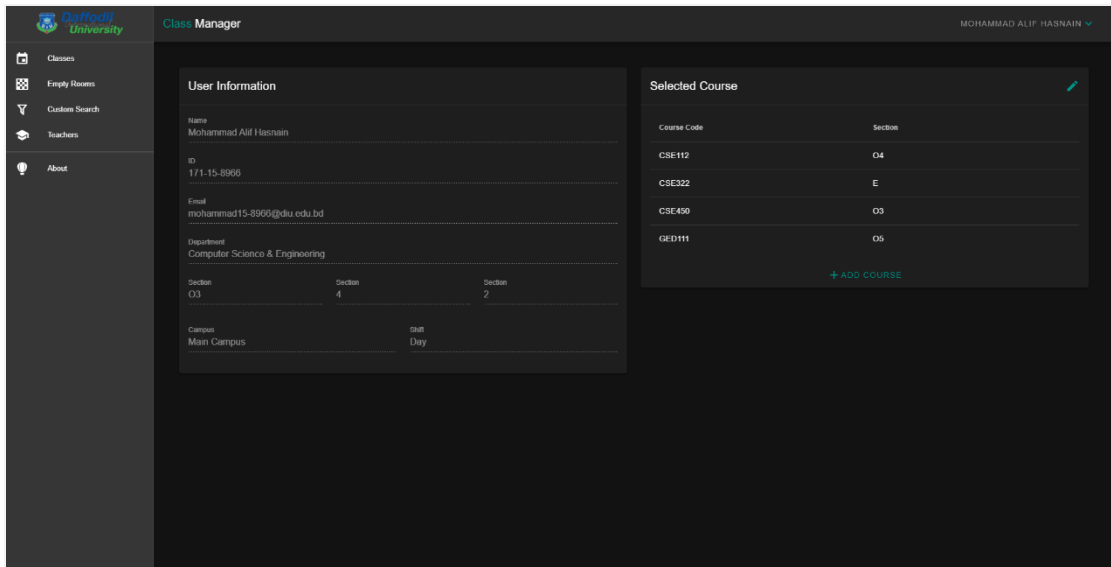 Daffodil
University
Class Manager
MOHAMMAD ALIF HASNAIN
Classes
Empty Rooms
Custom Search
Teachers
About
User Information
Name
Mohammad Alif Hasnain
ID
171-15-8966
Email
mohammad15-8966@diu.edu.bd
Department
Computer Science & Engineering
Section Section Section
O3 4 2
Campus Shift
Main Campus Day
Selected Course
Course Code Section
CSE112 O4
CSE322 E
CSE450 O3
GED111 O5
+ ADD COURSE